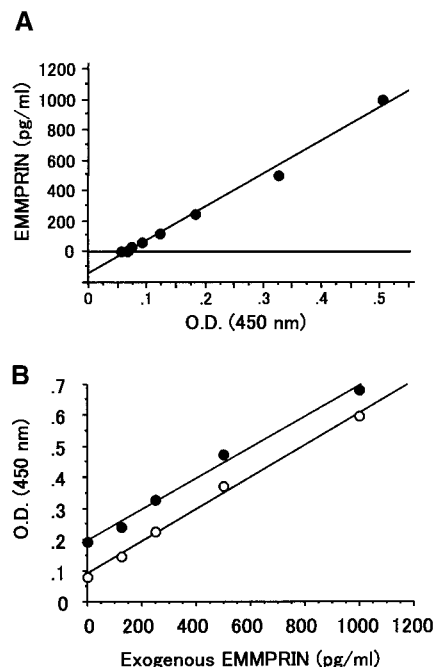 A
EMMPRIN (pg/ml)
1200
1000
800
600
400
200
0
0 .1 .2 .3 .4 .5
O.D. (450 nm)
B
O.D. (450 nm)
.7
.6
.5
.4
.3
.2
.1
0
0 200 400 600 800 1000 1200
Exogenous EMMPRIN (pg/ml)